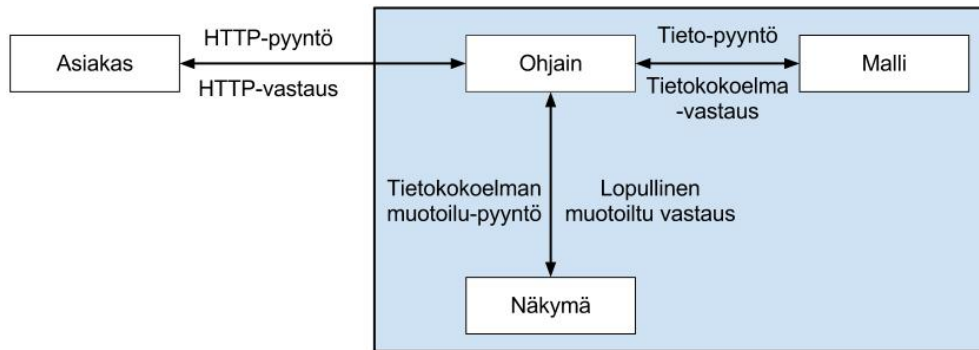 Asiakas
HTTP-pyyntö
HTTP-vastaus
Ohjain
Tieto-pyyntö
Tietokokoelma
-vastaus
Malli
Tietokokoelman
muotoilu-pyyntö
Lopullinen
muotoiltu vastaus
Näkymä